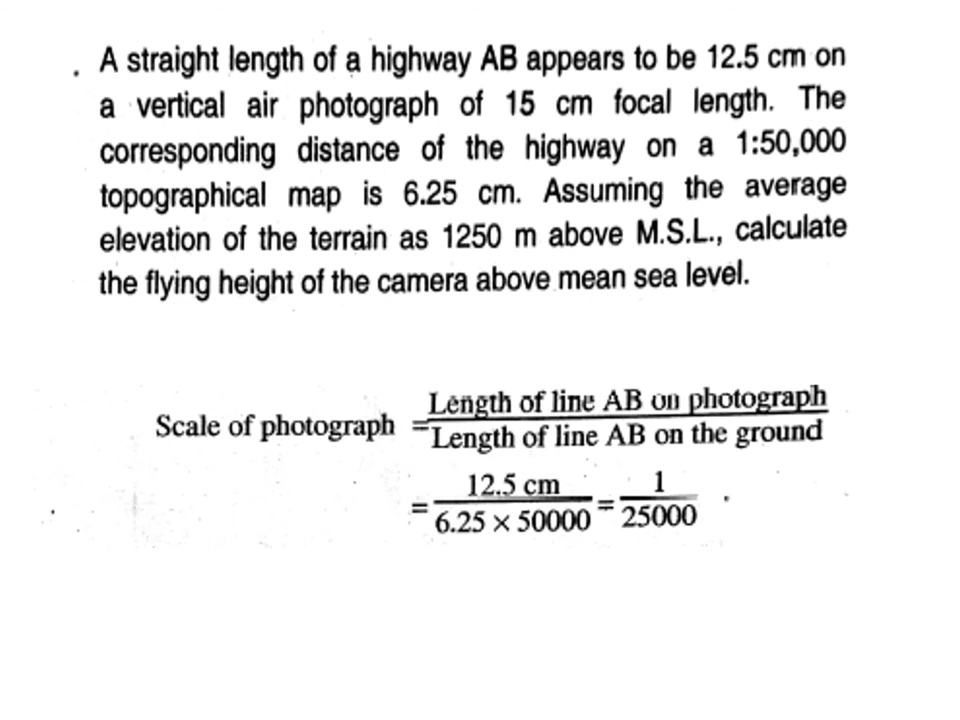 . A straight length of a highway AB appears to be 12.5 cm on
a vertical air photograph of 15 cm focal length. The
corresponding distance of the highway on a 1:50,000
topographical map is 6.25 cm. Assuming the average
elevation of the terrain as 1250 m above M.S.L., calculate
the flying height of the camera above mean sea level.
Scale of photograph = Length of line AB on photograph / Length of line AB on the ground
= 12.5 cm / 6.25 × 50000 = 1 / 25000